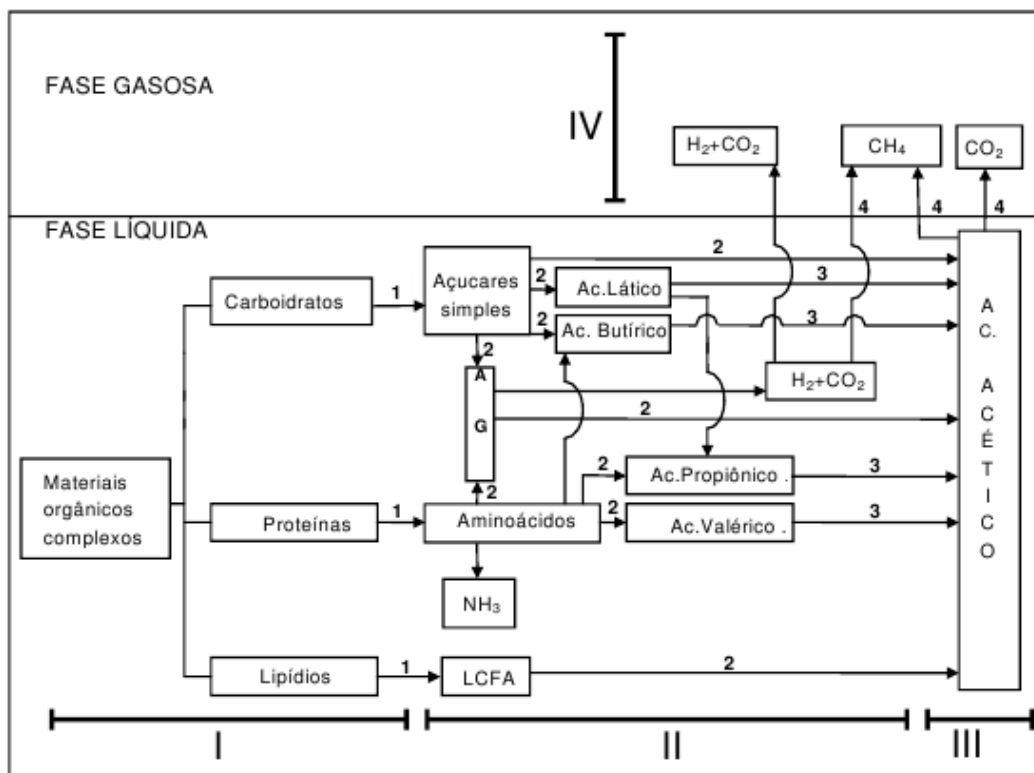 FASE GASOSA
IV
H₂+CO₂
CH₄
CO₂
4
4
4
FASE LÍQUIDA
Carboidratos
1
Açucares
simples
2
2
Ac.Lático
3
2
Ac. Butírico
3
2
A
G
H₂+CO₂
2
AC. ACÉTICO
Materiais
orgânicos
complexos
2
2
Ac.Propiônico .
3
Proteínas
1
Aminoácidos
2
Ac.Valérico .
3
NH₃
Lipídios
1
LCFA
2
I
II
III